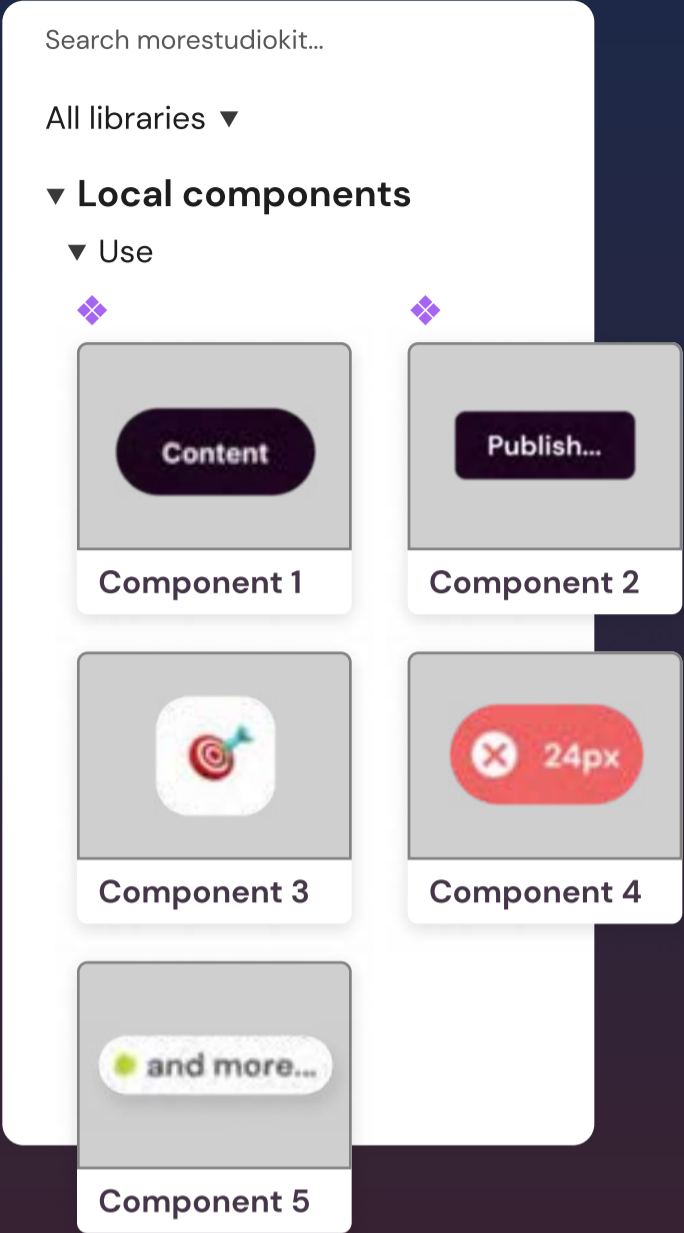 Search morestudiokit...
All libraries
Local components
Use
Content
Publish...
Component 1
Component 2
24px
Component 3
Component 4
and more...
Component 5